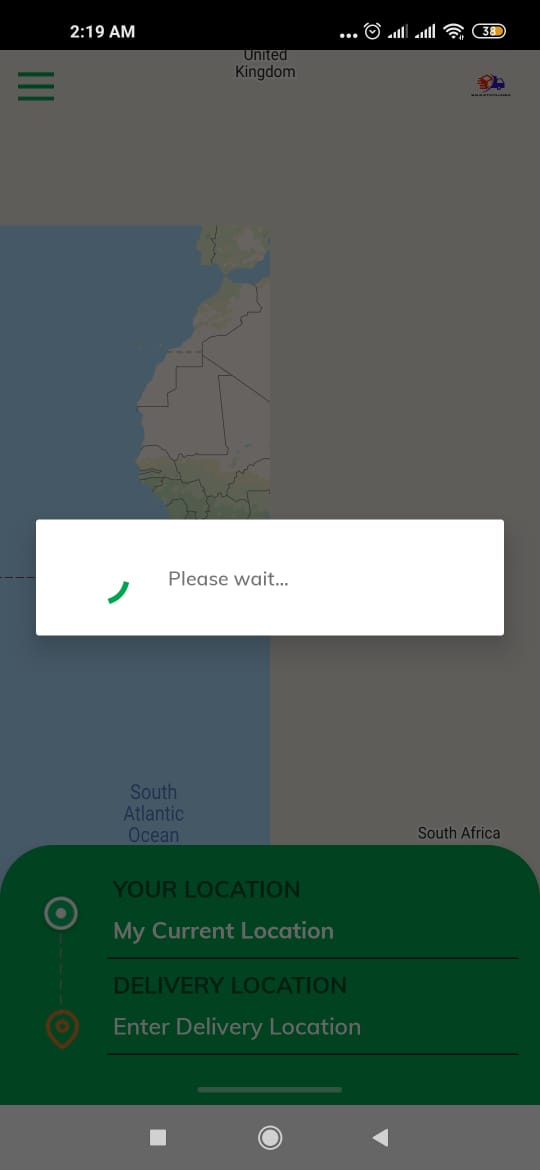 2:19 AM
38
United
Kingdom
Please wait...
South
Atlantic
Ocean
South Africa
YOUR LOCATION
My Current Location
DELIVERY LOCATION
Enter Delivery Location